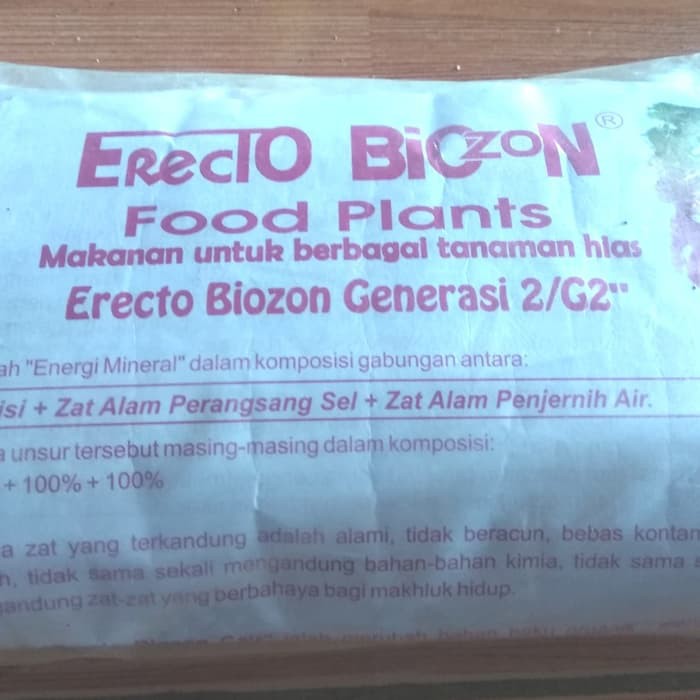 ERECTO BiOZON®
FOOD Plants
Makanan untuk berbagai tanaman hias
Erecto Biozon Generasi 2/G2"
ah "Energi Mineral" dalam komposisi gabungan antara:
isi + Zat Alam Perangsang Sel + Zat Alam Penjernih Air.
a unsur tersebut masing-masing dalam komposisi:
+ 100% + 100%
a zat yang terkandung adalah alami, tidak beracun, bebas kontam
h, tidak sama sekali mengandung bahan-bahan kimia, tidak sama s
gandung zat-zat yang berbahaya bagi makhluk hidup.